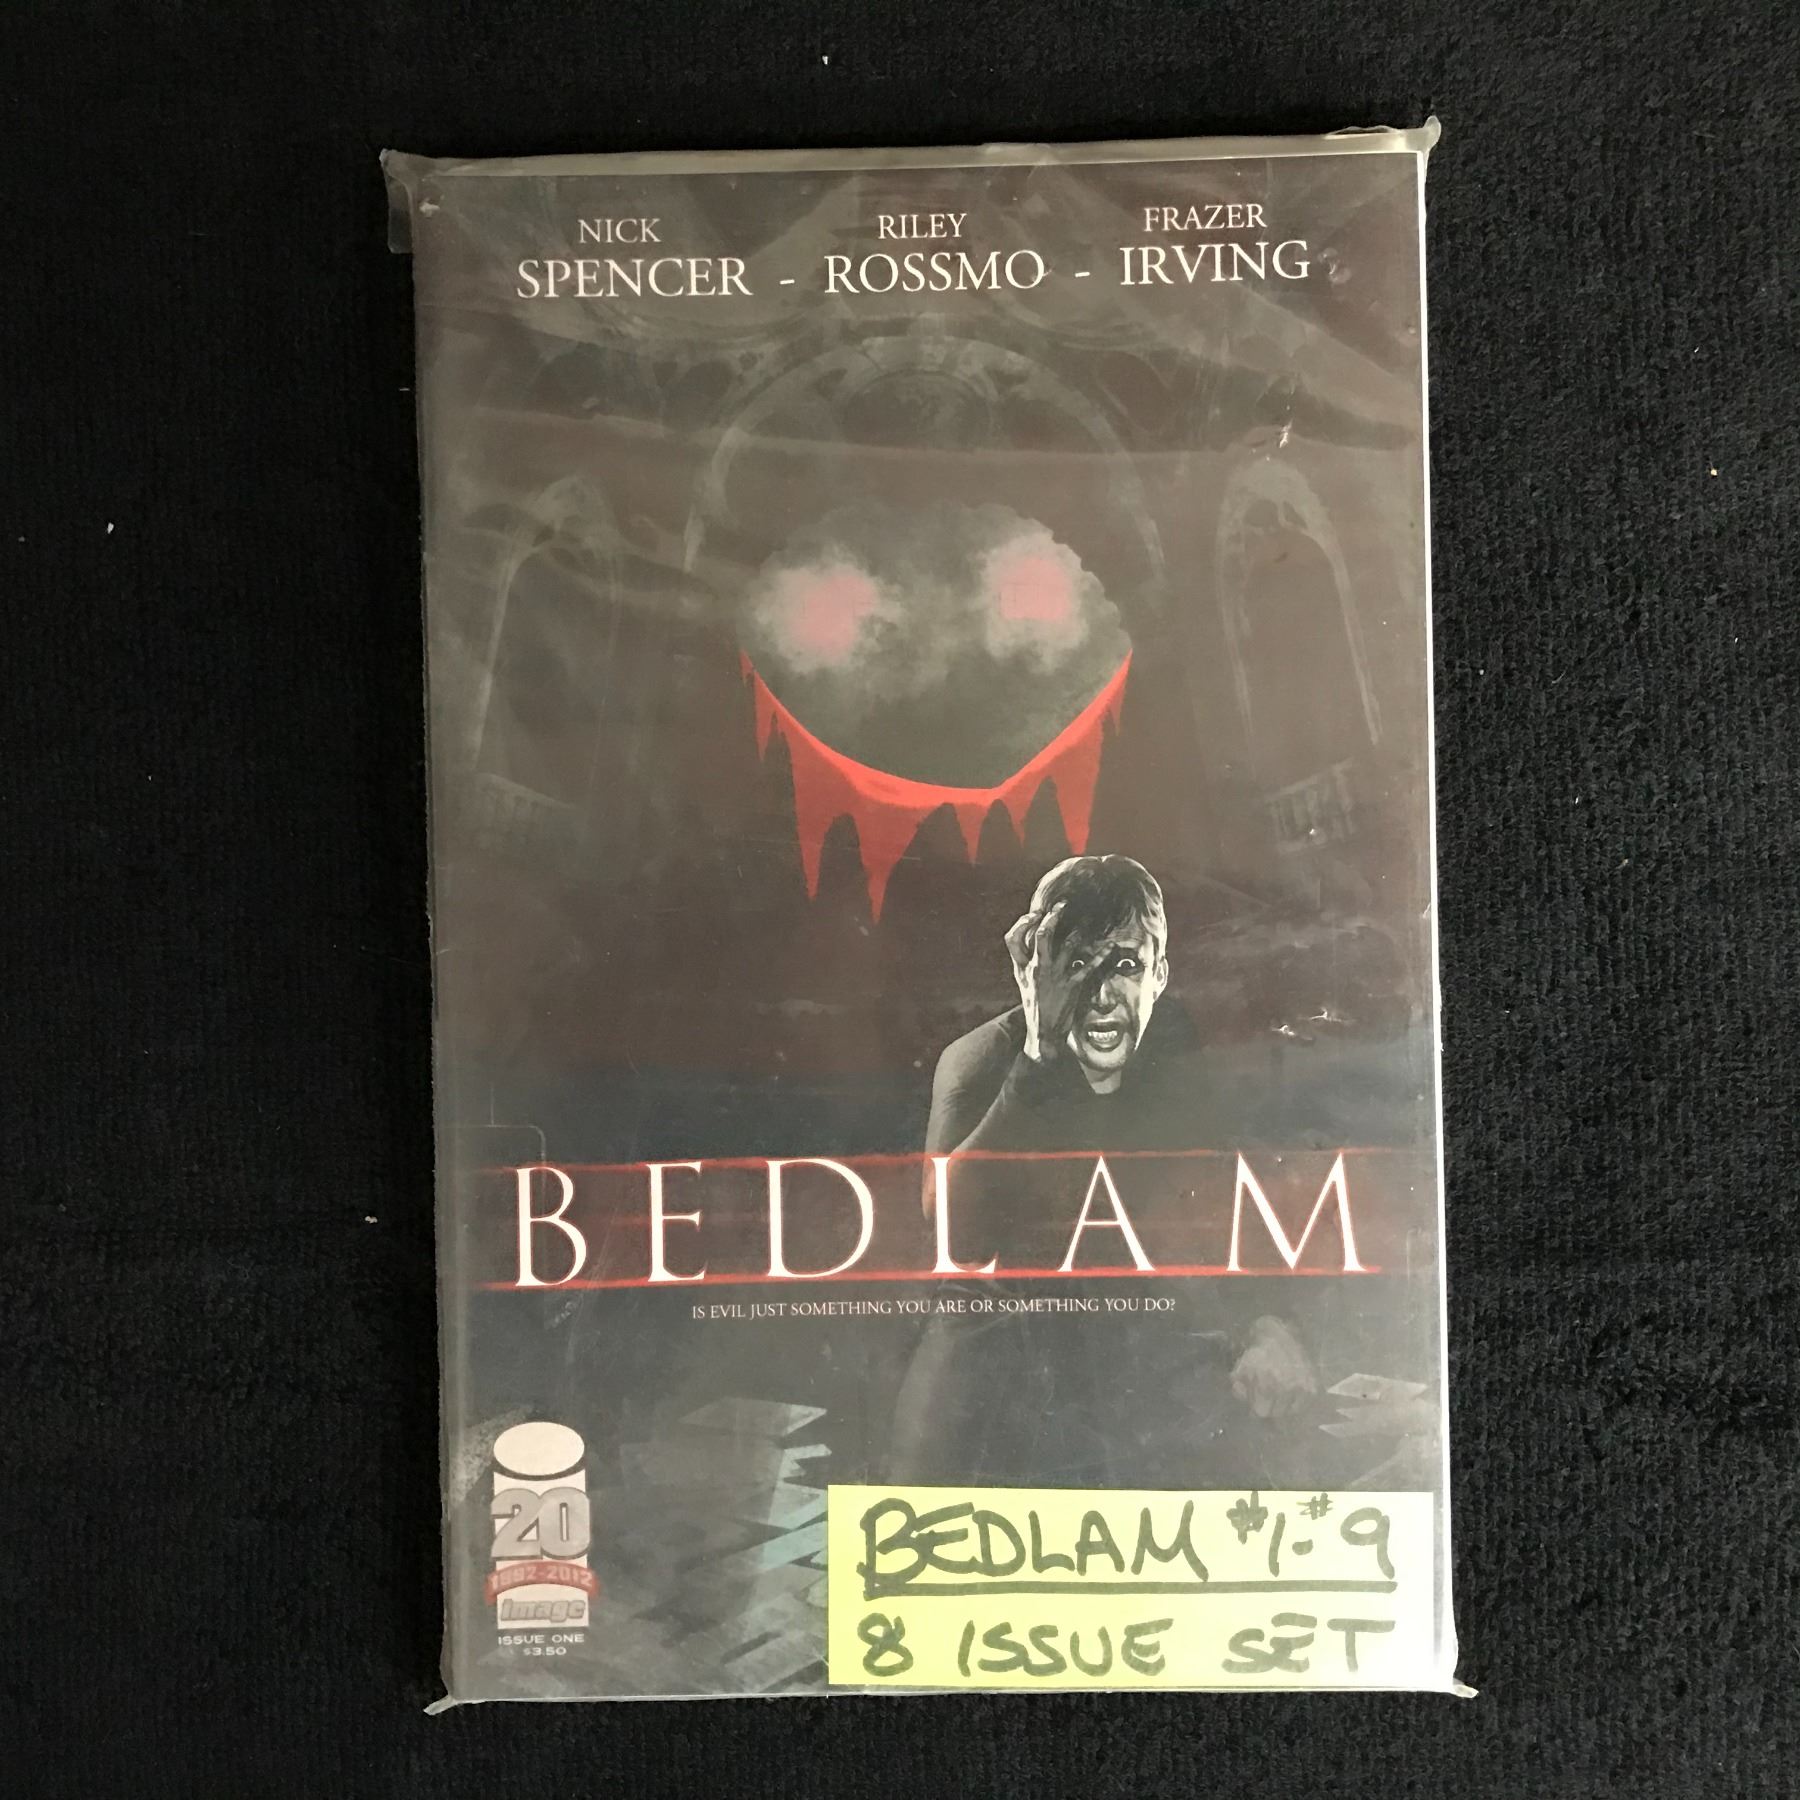 NICK RILEY FRAZER
SPENCER - ROSSMO - IRVING
BEDLAM
IS EVIL JUST SOMETHING YOU ARE OR SOMETHING YOU DO?
20
1992-2012
image
ISSUE ONE
$3.50
BEDLAM #1-#9
8 ISSUE SET